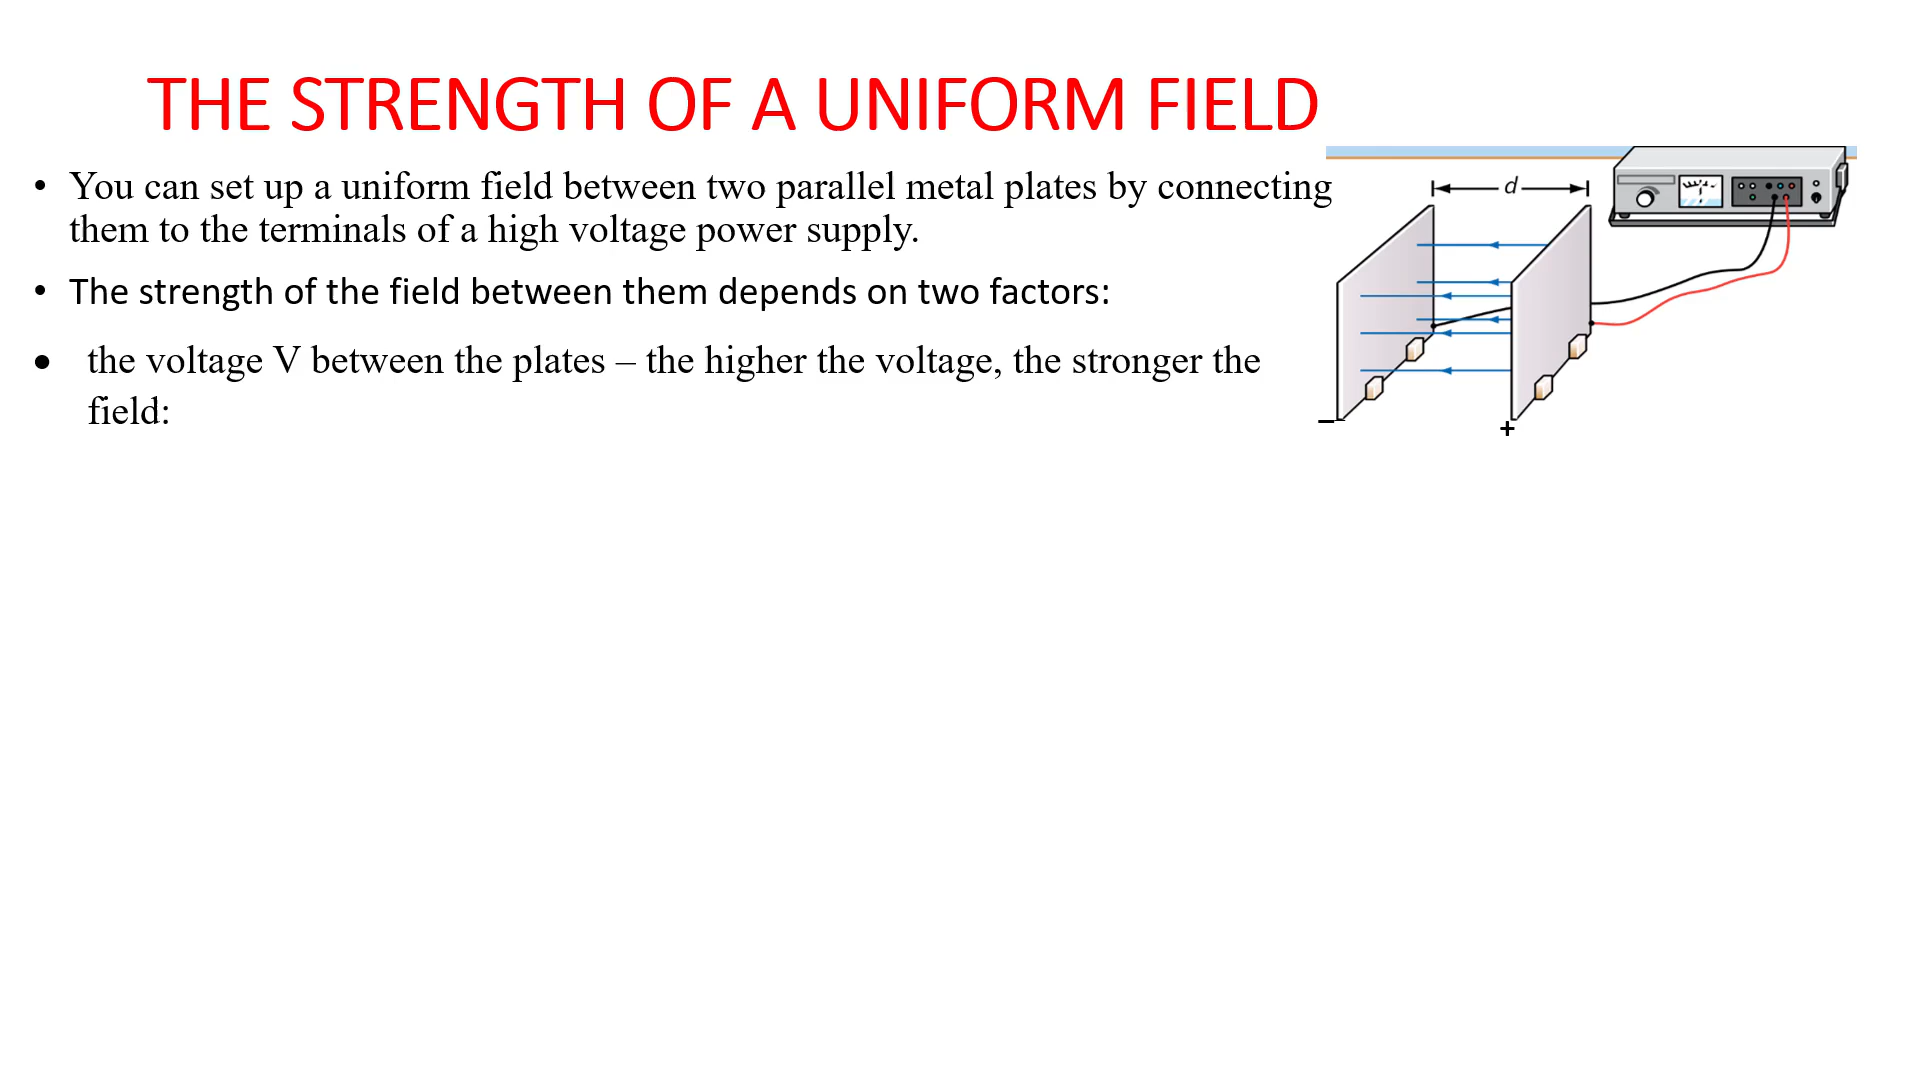 THE STRENGTH OF A UNIFORM FIELD
• You can set up a uniform field between two parallel metal plates by connecting
them to the terminals of a high voltage power supply.
• The strength of the field between them depends on two factors:
• the voltage V between the plates – the higher the voltage, the stronger the
field:
d
–
+